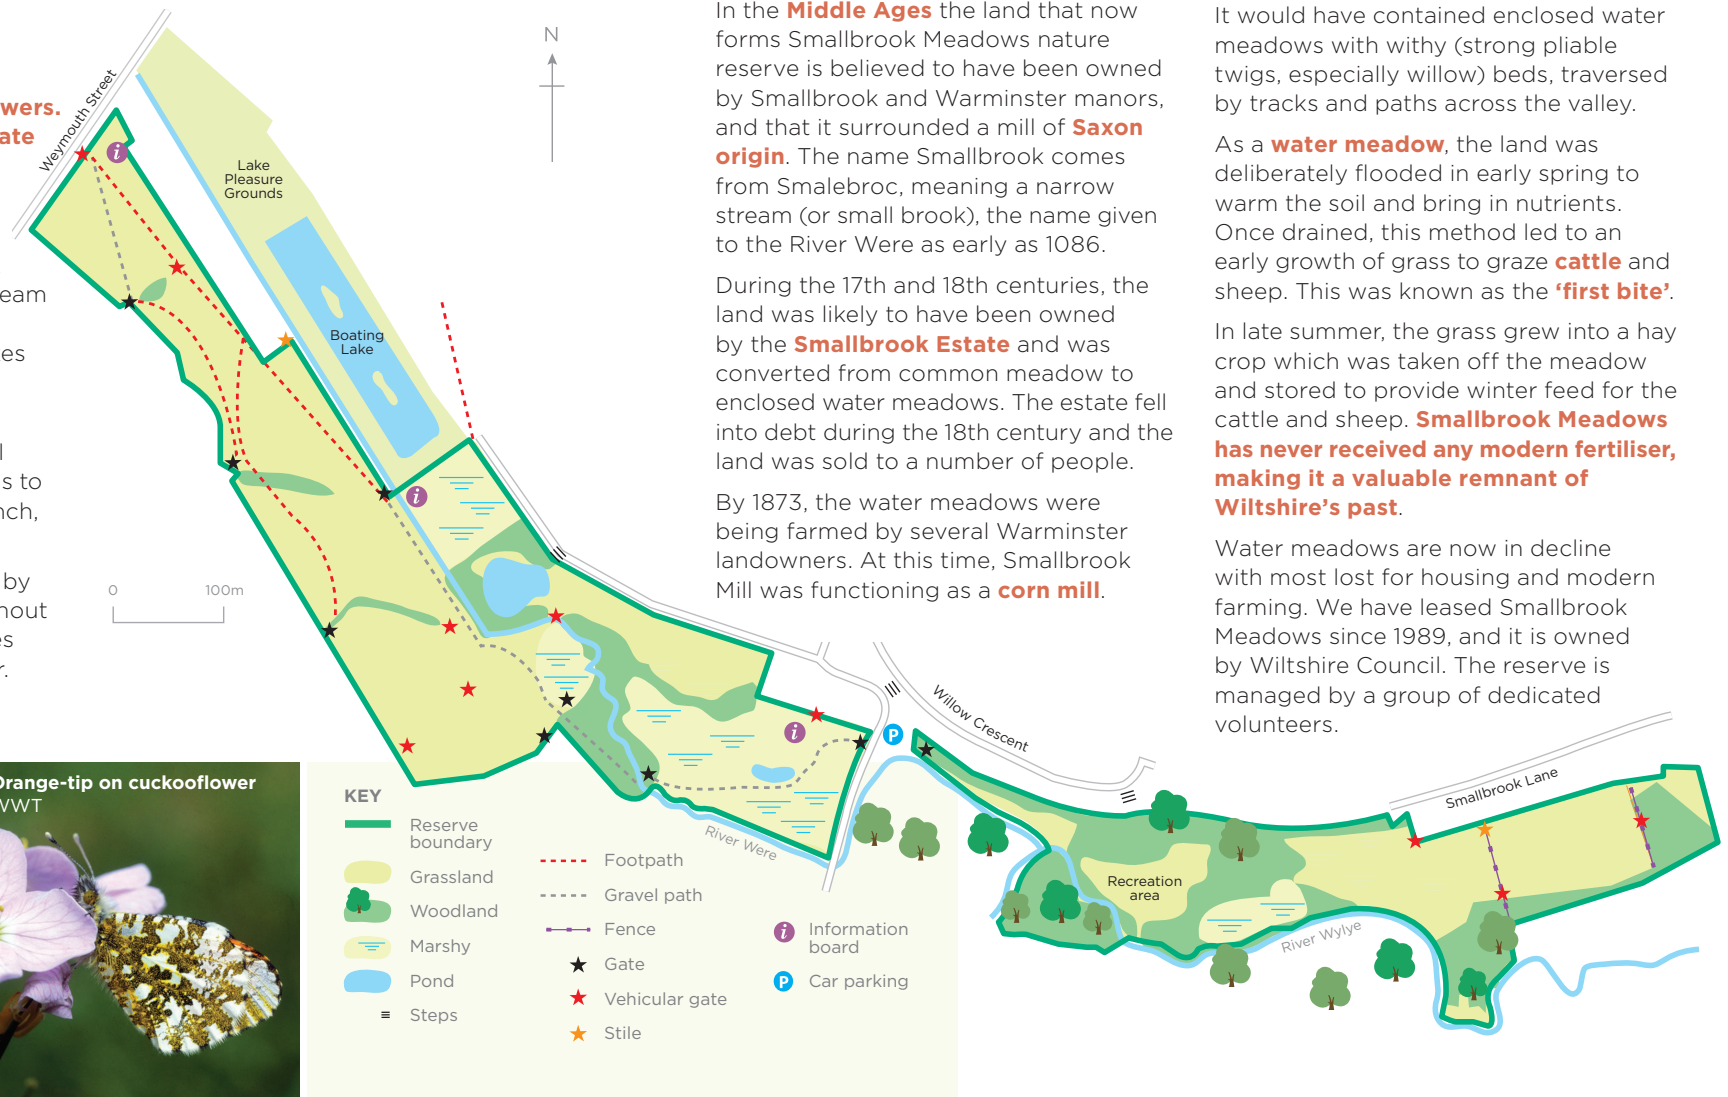 wers.
ate
eam
es
l
s to
nch,
by
hout
es
r.
Weymouth Street
N
Lake
Pleasure
Grounds
Boating
Lake
0 100m
Willow Crescent
P
River Were
Smallbrook Lane
Recreation
area
River Wylye
In the Middle Ages the land that now
forms Smallbrook Meadows nature
reserve is believed to have been owned
by Smallbrook and Warminster manors,
and that it surrounded a mill of Saxon
origin. The name Smallbrook comes
from Smalebroc, meaning a narrow
stream (or small brook), the name given
to the River Were as early as 1086.
During the 17th and 18th centuries, the
land was likely to have been owned
by the Smallbrook Estate and was
converted from common meadow to
enclosed water meadows. The estate fell
into debt during the 18th century and the
land was sold to a number of people.
By 1873, the water meadows were
being farmed by several Warminster
landowners. At this time, Smallbrook
Mill was functioning as a corn mill.
It would have contained enclosed water
meadows with withy (strong pliable
twigs, especially willow) beds, traversed
by tracks and paths across the valley.
As a water meadow, the land was
deliberately flooded in early spring to
warm the soil and bring in nutrients.
Once drained, this method led to an
early growth of grass to graze cattle and
sheep. This was known as the ‘first bite’.
In late summer, the grass grew into a hay
crop which was taken off the meadow
and stored to provide winter feed for the
cattle and sheep. Smallbrook Meadows
has never received any modern fertiliser,
making it a valuable remnant of
Wiltshire’s past.
Water meadows are now in decline
with most lost for housing and modern
farming. We have leased Smallbrook
Meadows since 1989, and it is owned
by Wiltshire Council. The reserve is
managed by a group of dedicated
volunteers.
Orange-tip on cuckooflower
WWT
KEY
Reserve
boundary
Grassland
Woodland
Marshy
Pond
Steps
Footpath
Gravel path
Fence
Gate
Vehicular gate
Stile
i Information
board
P Car parking